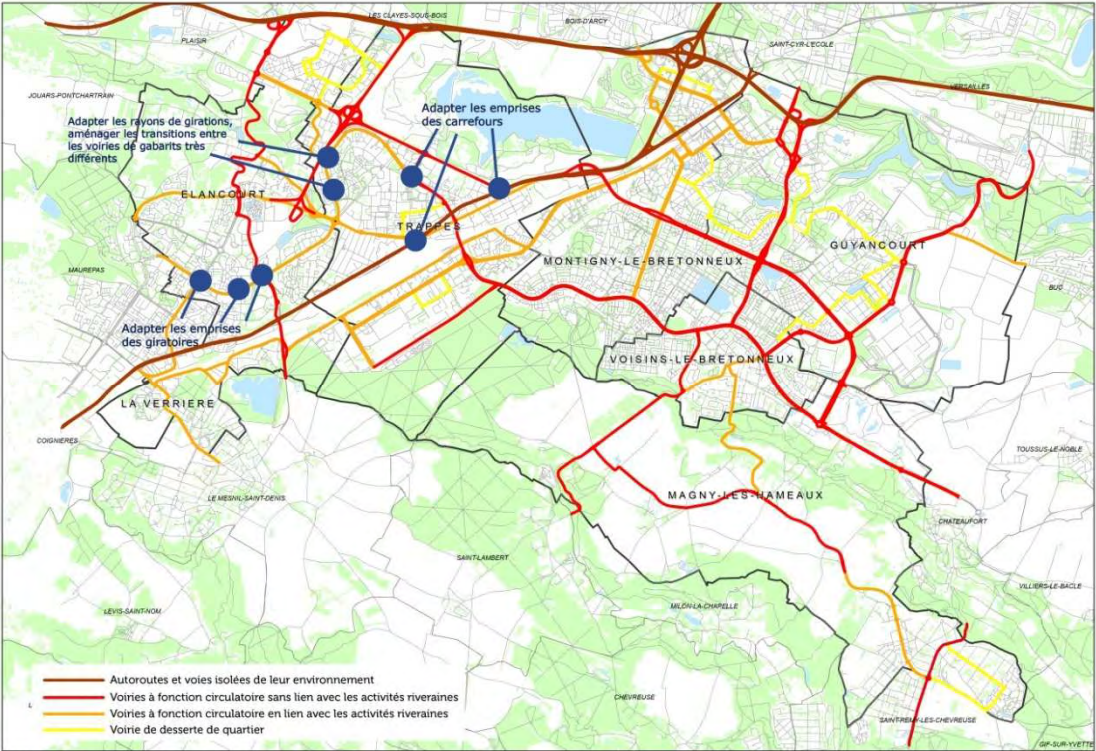 LES CLAYES-SOUS-BOIS
BOIS-D'ARCY
PLAISIR
SAINT-CYR-L'ECOLE
JOUARS-PONTCHARTRAIN
VERSAILLES
Adapter les rayons de girations,
aménager les transitions entre
les voiries de gabarits très
différents
Adapter les emprises
des carrefours
ELANCOURT
TRAPPES
GUYANCOURT
MONTIGNY-LE-BRETONNEUX
MAUREPAS
BUC
Adapter les emprises
des giratoires
VOISINS-LE-BRETONNEUX
LA VERRIERE
COIGNIERES
TOUSSUS-LE-NOBLE
LE MESNIL-SAINT-DENIS
MAGNY-LES-HAMEAUX
CHATEAUFORT
SAINT-LAMBERT
VILLIERS-LE-BACLE
LEVIS-SAINT-NOM
MILON-LA-CHAPELLE
Autoroutes et voies isolées de leur environnement
Voiries à fonction circulatoire sans lien avec les activités riveraines
Voiries à fonction circulatoire en lien avec les activités riveraines
Voirie de desserte de quartier
CHEVREUSE
L
SAINT-REMY-LES-CHEVREUSE
GIF-SUR-YVETTE